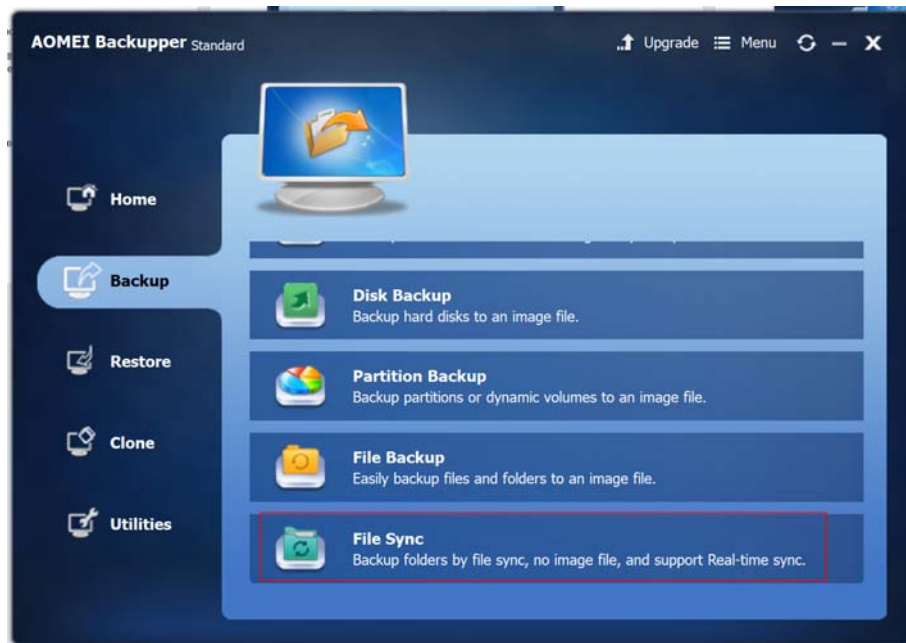 AOMEI Backupper Standard
Upgrade
Menu
Home
Backup
Disk Backup
Backup hard disks to an image file.
Restore
Partition Backup
Backup partitions or dynamic volumes to an image file.
Clone
File Backup
Easily backup files and folders to an image file.
Utilities
File Sync
Backup folders by file sync, no image file, and support Real-time sync.